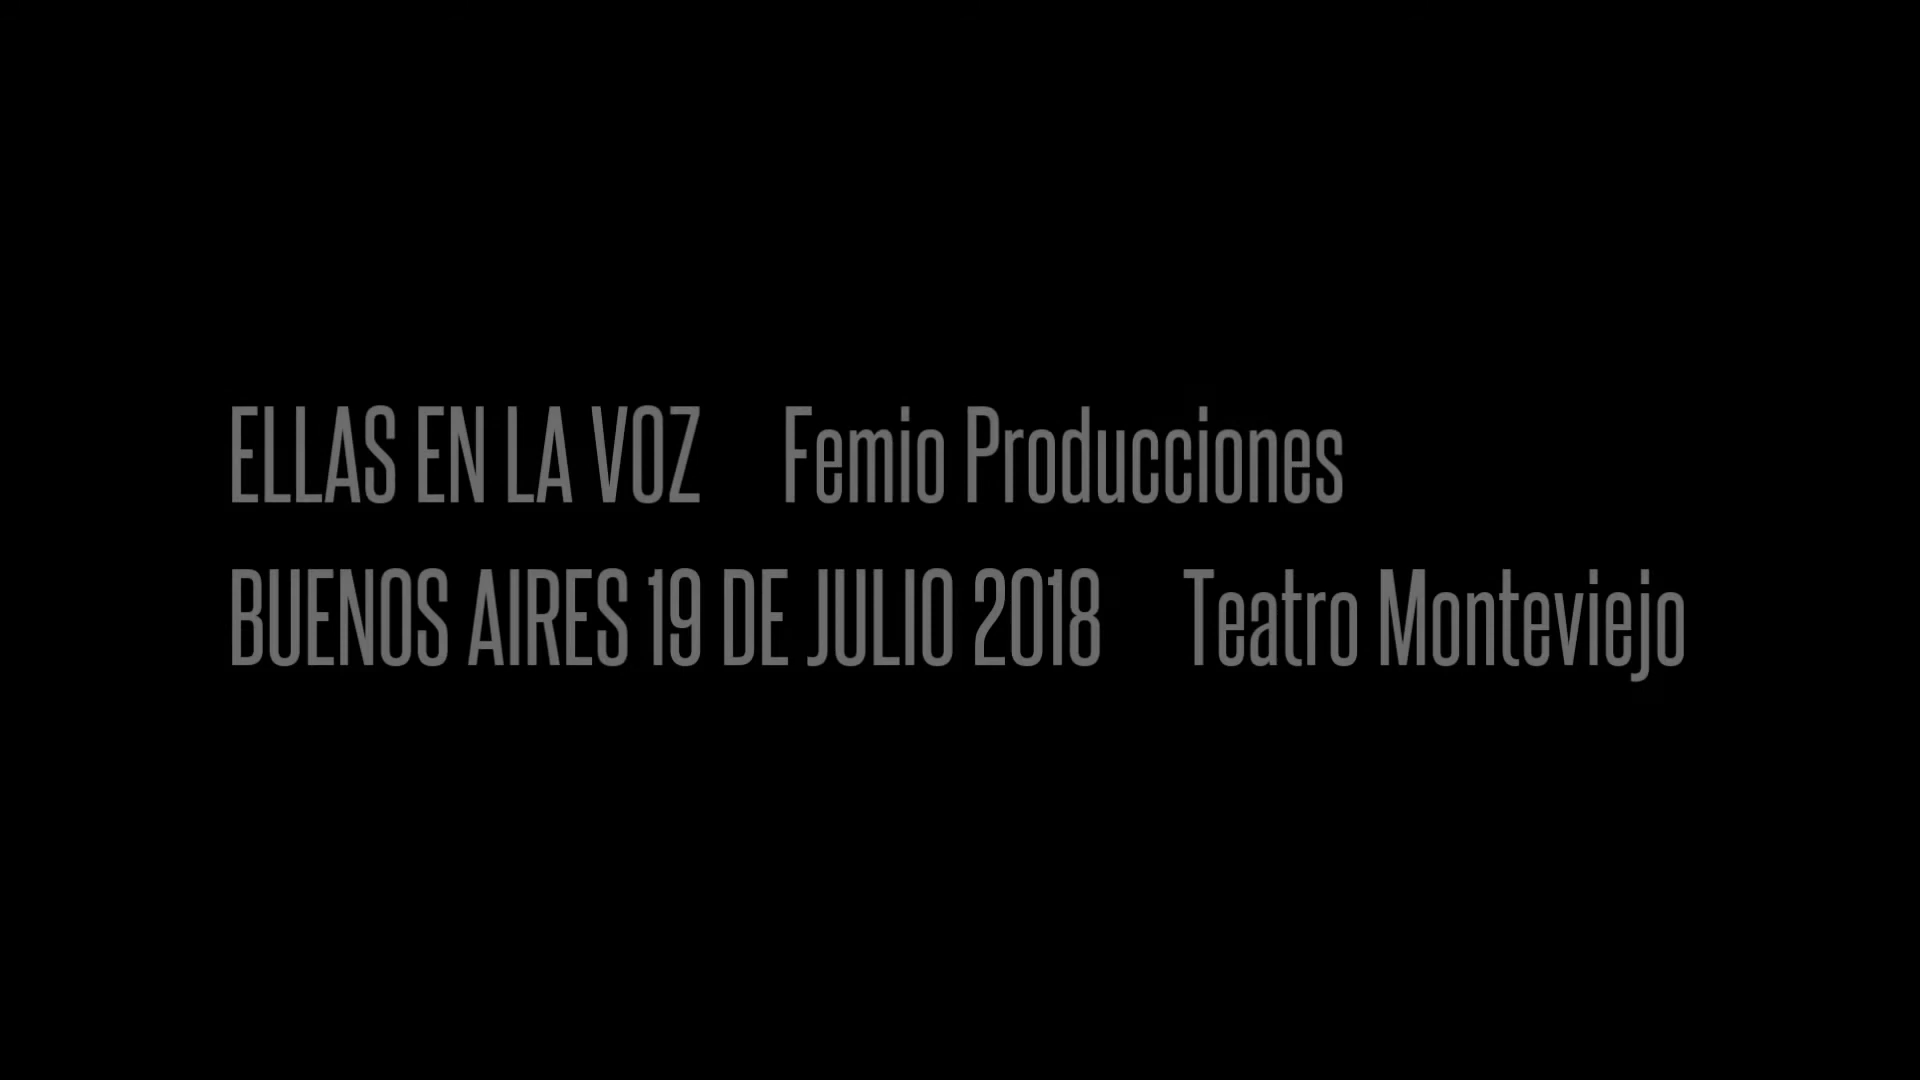 ELLAS EN LA VOZ Femio Producciones
BUENOS AIRES 19 DE JULIO 2018 Teatro Monteviejo